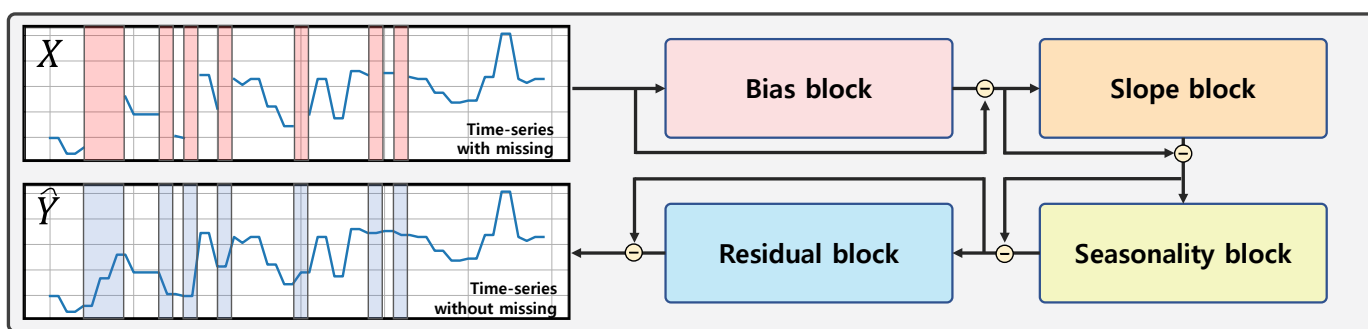 X
Time-series
with missing
Bias block
−
Slope block
−
Ŷ
Time-series
without missing
−
Residual block
−
Seasonality block